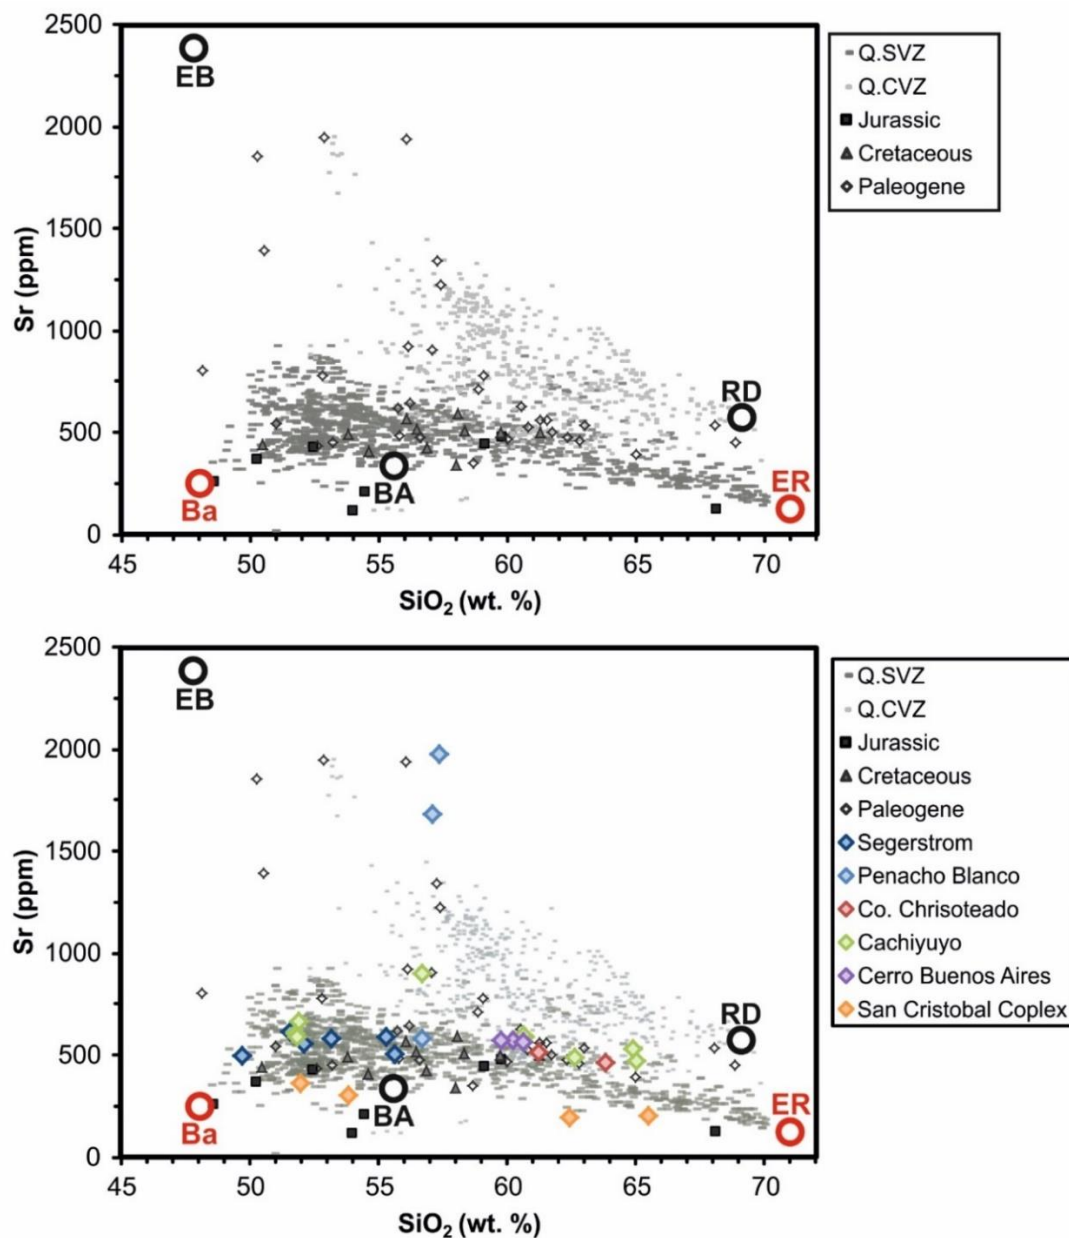 2500
EB
2000
1500
1000
500
0
Sr (ppm)
RD
ER
Ba
BA
45 50 55 60 65 70
SiO2 (wt. %)
Q.SVZ
Q.CVZ
Jurassic
Cretaceous
Paleogene
2500
EB
2000
1500
1000
500
0
Sr (ppm)
RD
ER
Ba
BA
45 50 55 60 65 70
SiO2 (wt. %)
Q.SVZ
Q.CVZ
Jurassic
Cretaceous
Paleogene
Segerstrom
Penacho Blanco
Co. Chrisoteado
Cachiyuyo
Cerro Buenos Aires
San Cristobal Coplex